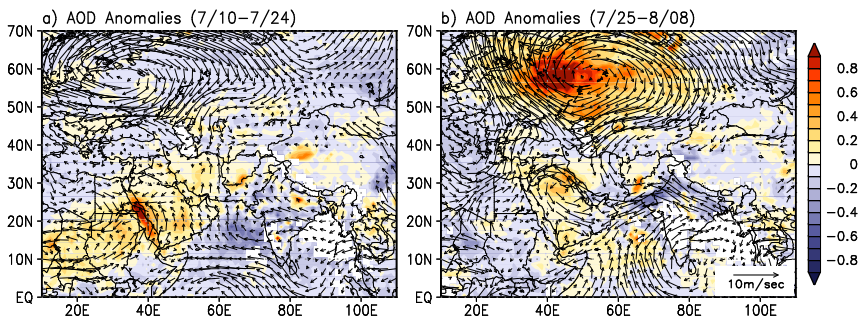 a) AOD Anomalies (7/10−7/24)
b) AOD Anomalies (7/25−8/08)
70N
60N
50N
40N
30N
20N
10N
EQ
20E 40E 60E 80E 100E
70N
60N
50N
40N
30N
20N
10N
EQ
20E 40E 60E 80E 100E
10m/sec
0.8
0.6
0.4
0.2
0
−0.2
−0.4
−0.6
−0.8